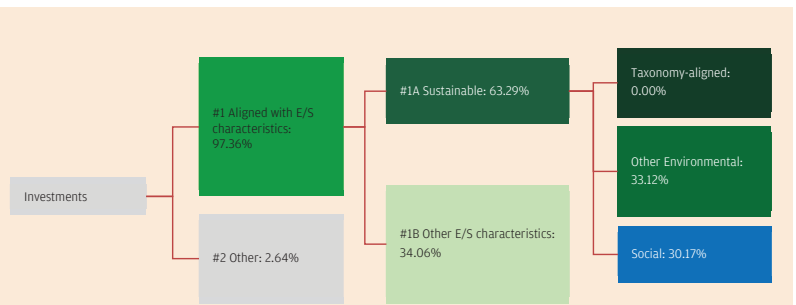 Investments
#1 Aligned with E/S
characteristics:
97.36%
#2 Other: 2.64%
#1A Sustainable: 63.29%
#1B Other E/S characteristics:
34.06%
Taxonomy-aligned:
0.00%
Other Environmental:
33.12%
Social: 30.17%